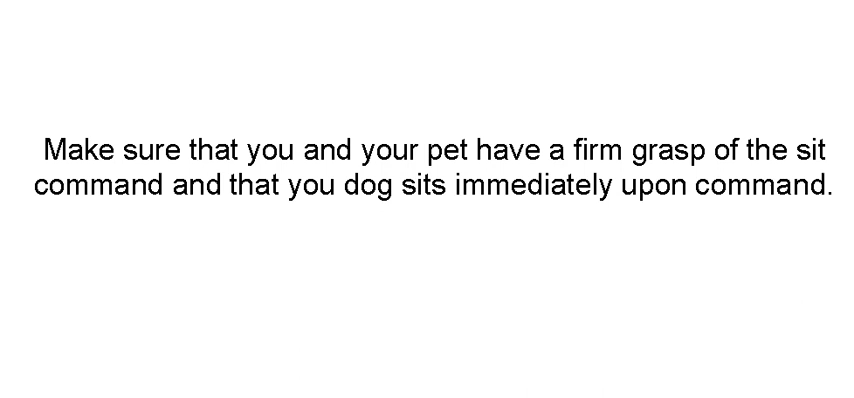 Make sure that you and your pet have a firm grasp of the sit
command and that you dog sits immediately upon command.